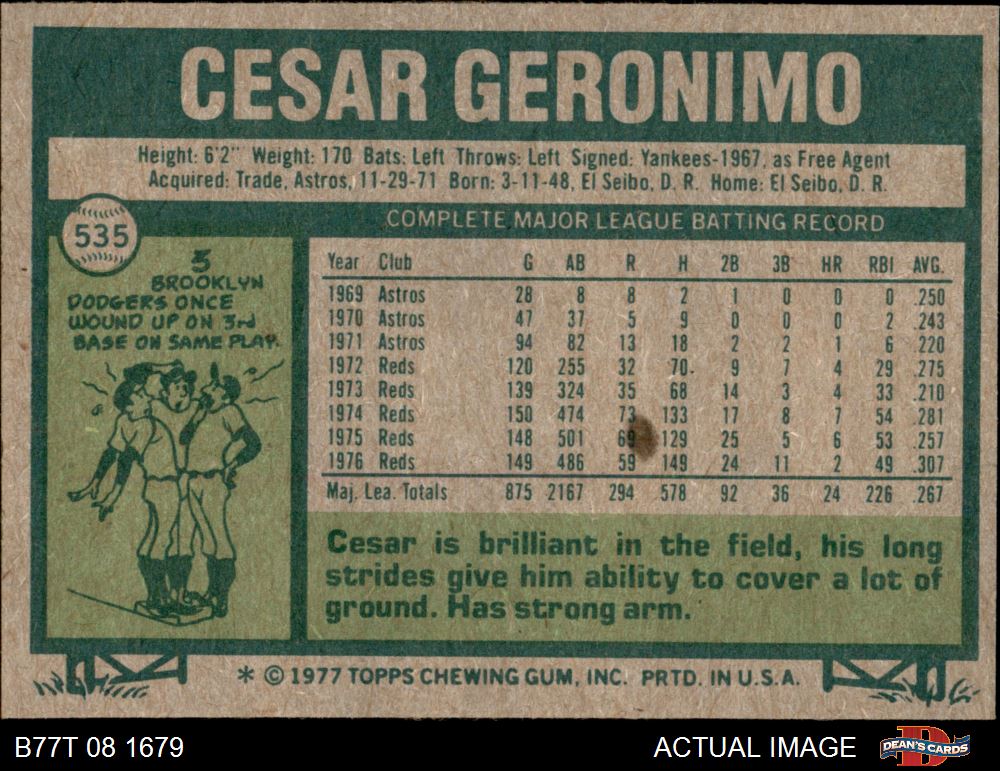 CESAR GERONIMO
Height: 6'2" Weight: 170 Bats: Left Throws: Left Signed: Yankees-1967, as Free Agent
Acquired: Trade, Astros, 11-29-71 Born: 3-11-48, El Seibo, D. R. Home: El Seibo, D. R.
535
COMPLETE MAJOR LEAGUE BATTING RECORD
3
BROOKLYN
DODGERS ONCE
WOUND UP ON 3rd
BASE ON SAME PLAY.
Year Club G AB R H 2B 3B HR RBI AVG.
1969 Astros 28 8 8 2 1 0 0 0 .250
1970 Astros 47 37 5 9 0 0 0 2 .243
1971 Astros 94 82 13 18 2 2 1 6 .220
1972 Reds 120 255 32 70 9 7 4 29 .275
1973 Reds 139 324 35 68 14 3 4 33 .210
1974 Reds 150 474 73 133 17 8 7 54 .281
1975 Reds 148 501 69 129 25 5 6 53 .257
1976 Reds 149 486 59 149 24 11 2 49 .307
Maj. Lea. Totals 875 2167 294 578 92 36 24 226 .267
Cesar is brilliant in the field, his long
strides give him ability to cover a lot of
ground. Has strong arm.
* © 1977 TOPPS CHEWING GUM, INC. PRTD. IN U.S.A.
B77T 08 1679 ACTUAL IMAGE DEAN'S CARDS